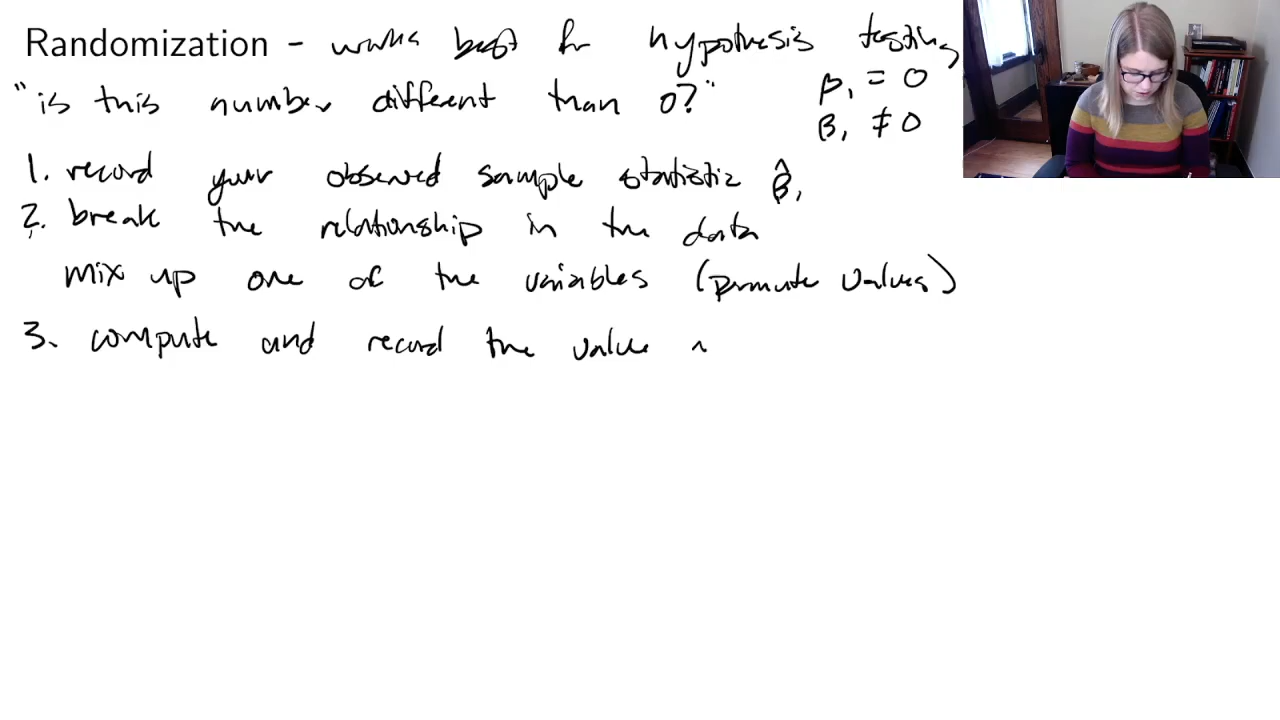 Randomization - works best for hypothesis testing
"is this number different than 0?"
β₁ = 0
β₁ ≠ 0
1. record your observed sample statistic β̂₁
2. break the relationship in the data
mix up one of the variables (permute values)
3. compute and record the value